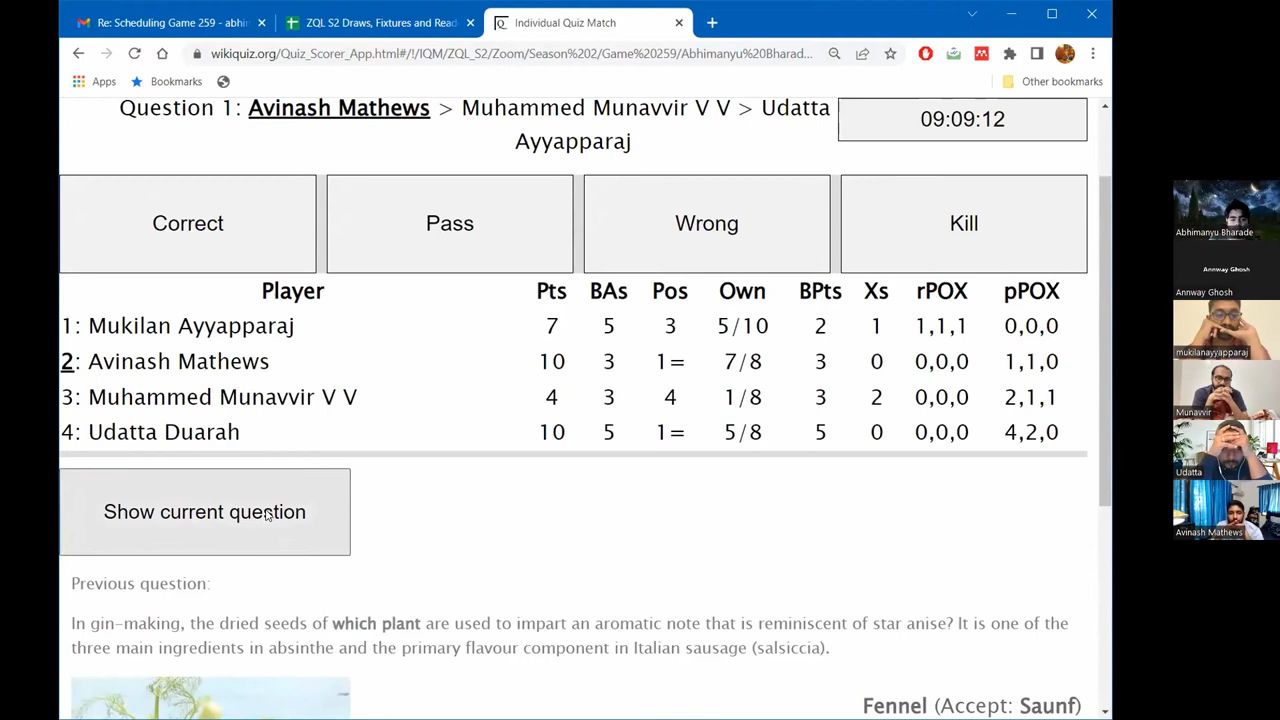 Re: Scheduling Game 259 - abhin
ZQL S2 Draws, Fixtures and Read
Individual Quiz Match
wikiquiz.org/Quiz_Scorer_App.html#/!/IQM/ZQL_S2/Zoom/Season%202/Game%20259/Abhimanyu%20Bharad...
Apps
Bookmarks
Other bookmarks
Question 1: Avinash Mathews > Muhammed Munavvir V V > Udatta
Ayyapparaj
09:09:12
Correct
Pass
Wrong
Kill
Player Pts BAs Pos Own BPts Xs rPOX pPOX
1: Mukilan Ayyapparaj 7 5 3 5/10 2 1 1,1,1 0,0,0
2: Avinash Mathews 10 3 1= 7/8 3 0 0,0,0 1,1,0
3: Muhammed Munavvir V V 4 3 4 1/8 3 2 0,0,0 2,1,1
4: Udatta Duarah 10 5 1= 5/8 5 0 0,0,0 4,2,0
Show current question
Previous question:
In gin-making, the dried seeds of which plant are used to impart an aromatic note that is reminiscent of star anise? It is one of the
three main ingredients in absinthe and the primary flavour component in Italian sausage (salsiccia).
Fennel (Accept: Saunf)
Abhimanyu Bharade
Annway Ghosh
Annway Ghosh
mukilanayyapparaj
Munavvir
Udatta
Avinash Mathews